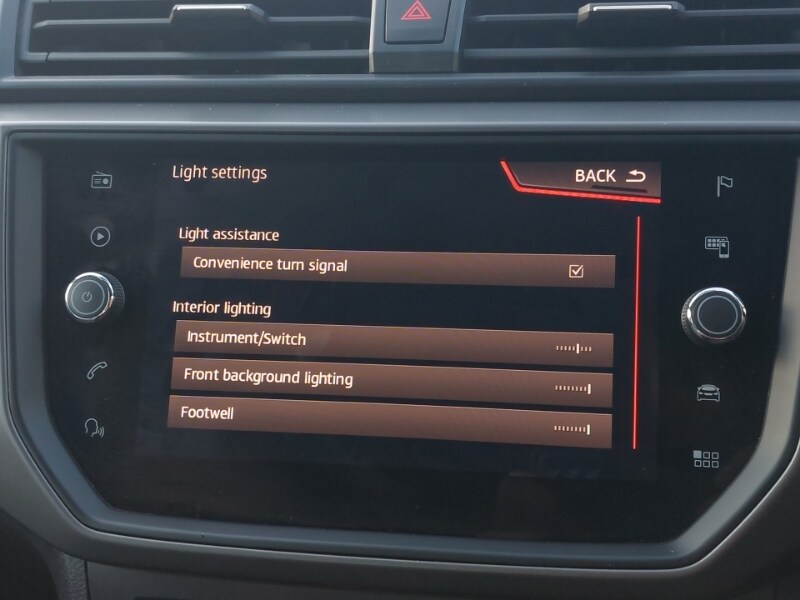 Light settings
BACK
Light assistance
Convenience turn signal
Interior lighting
Instrument/Switch
Front background lighting
Footwell